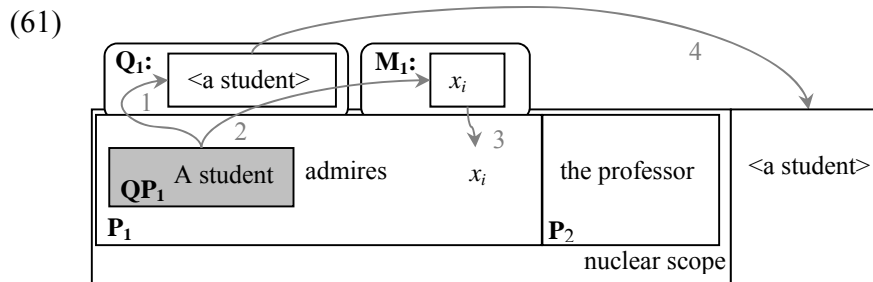 (61)
Q₁: <a student> M₁: xᵢ 4
1 2 3
QP₁ A student admires xᵢ the professor <a student>
P₁ P₂
nuclear scope